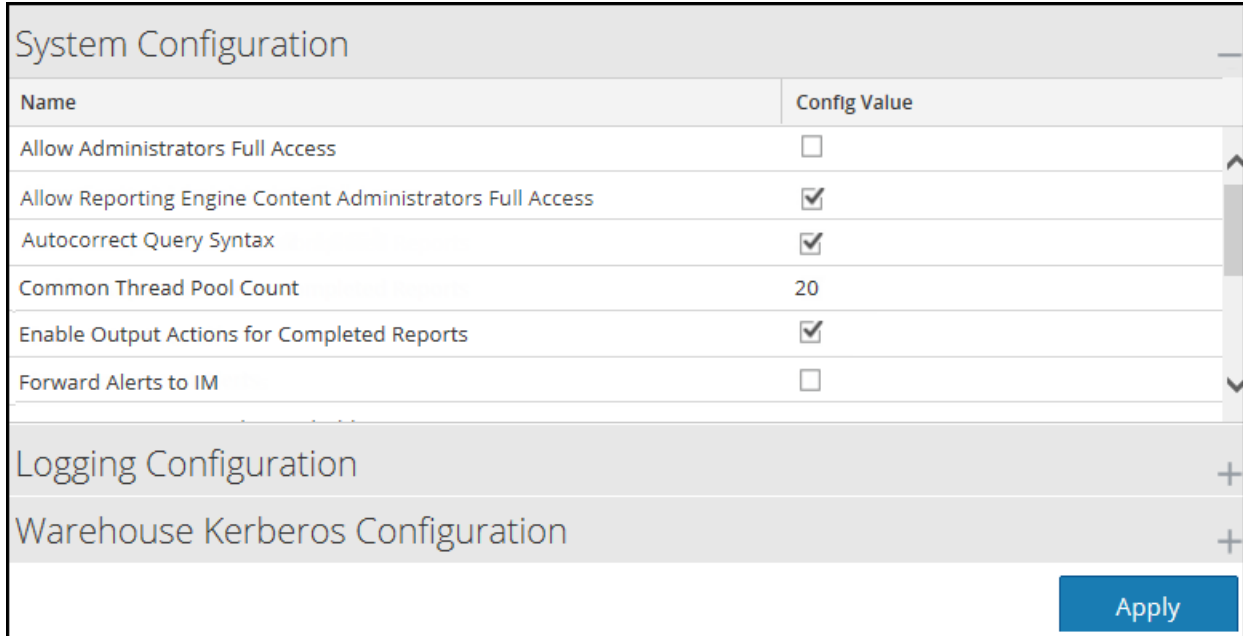 System Configuration
Name Config Value
Allow Administrators Full Access
Allow Reporting Engine Content Administrators Full Access
Autocorrect Query Syntax
Common Thread Pool Count 20
Enable Output Actions for Completed Reports
Forward Alerts to IM
Logging Configuration
Warehouse Kerberos Configuration
Apply